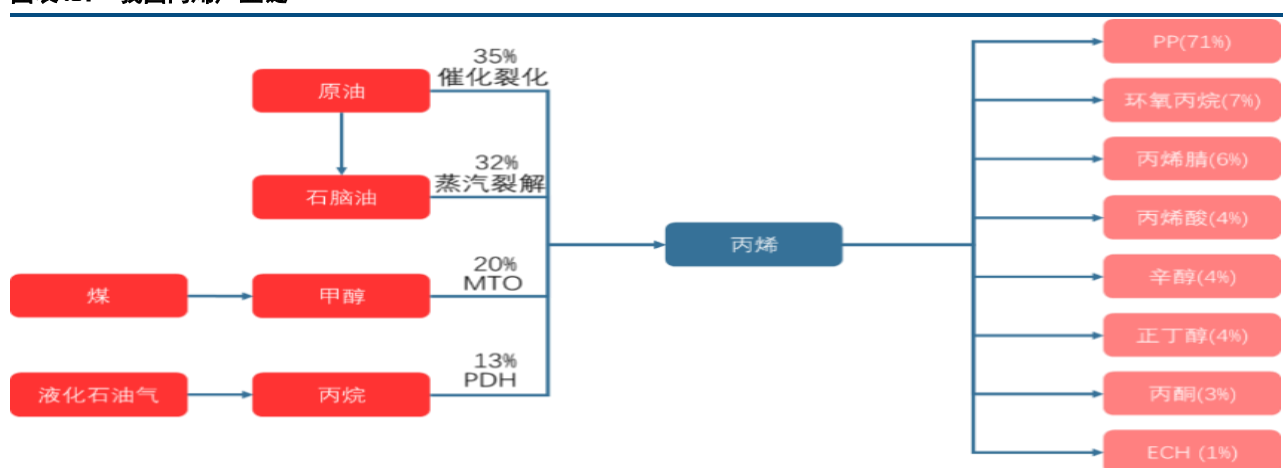 35%
催化裂化
原油
32%
蒸汽裂解
石脑油
20%
MTO
煤
甲醇
13%
PDH
液化石油气
丙烷
丙烯
PP(71%)
环氧丙烷(7%)
丙烯腈(6%)
丙烯酸(4%)
辛醇(4%)
正丁醇(4%)
丙酮(3%)
ECH (1%)